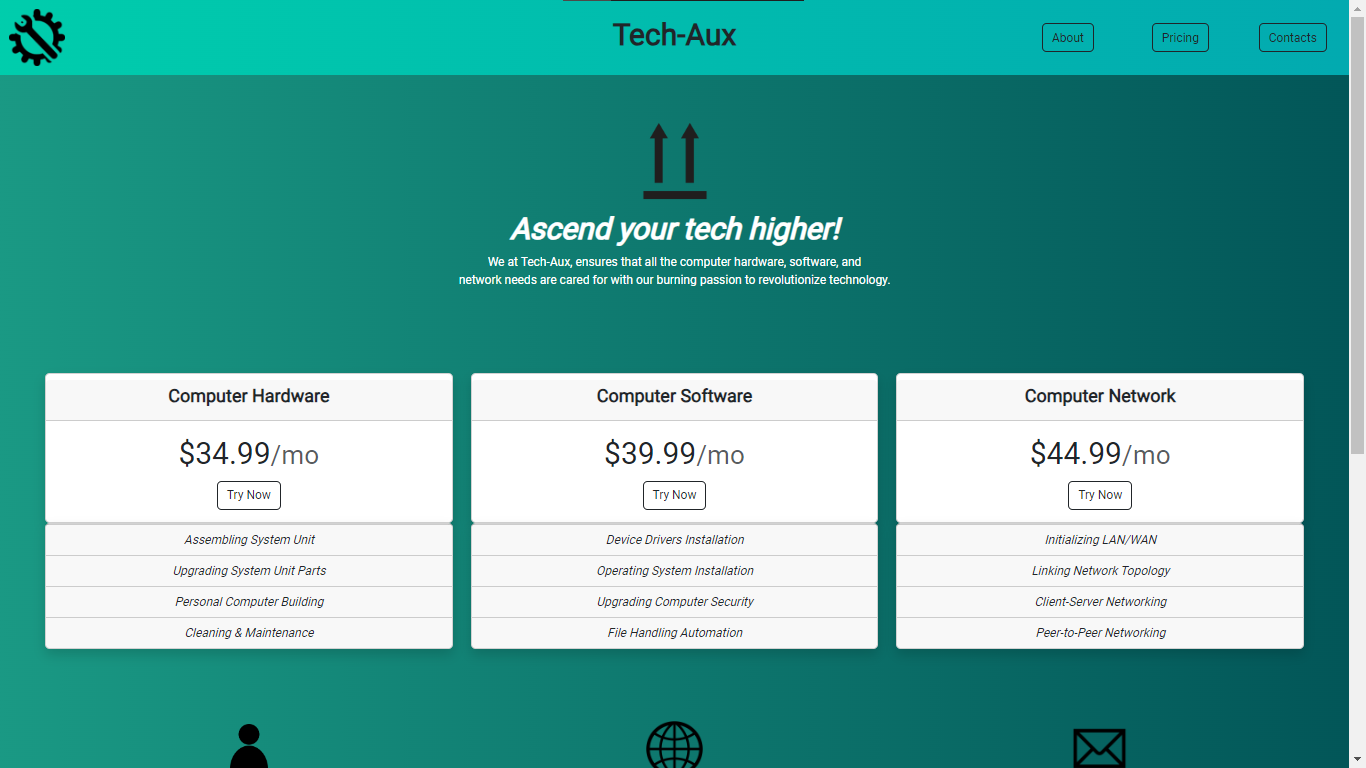 Tech-Aux
About
Pricing
Contacts
Ascend your tech higher!
We at Tech-Aux, ensures that all the computer hardware, software, and
network needs are cared for with our burning passion to revolutionize technology.
Computer Hardware
$34.99/mo
Try Now
Assembling System Unit
Upgrading System Unit Parts
Personal Computer Building
Cleaning & Maintenance
Computer Software
$39.99/mo
Try Now
Device Drivers Installation
Operating System Installation
Upgrading Computer Security
File Handling Automation
Computer Network
$44.99/mo
Try Now
Initializing LAN/WAN
Linking Network Topology
Client-Server Networking
Peer-to-Peer Networking